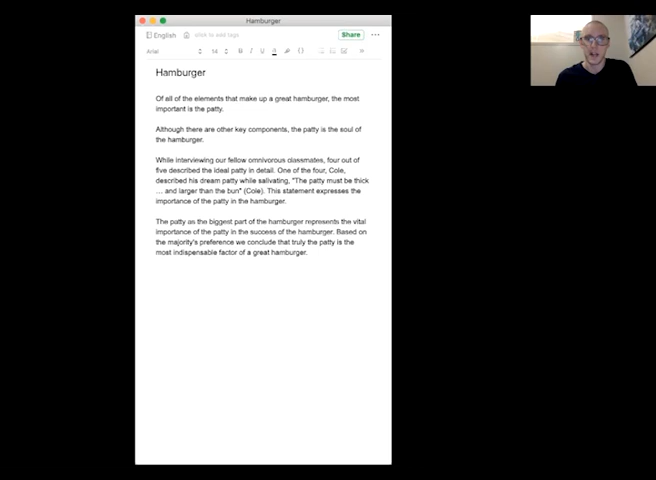 Hamburger
English click to add tags Share
Arial 14 B I U a
Hamburger
Of all of the elements that make up a great hamburger, the most
important is the patty.
Although there are other key components, the patty is the soul of
the hamburger.
While interviewing our fellow omnivorous classmates, four out of
five described the ideal patty in detail. One of the four, Cole,
described his dream patty while salivating, "The patty must be thick
... and larger than the bun" (Cole). This statement expresses the
importance of the patty in the hamburger.
The patty as the biggest part of the hamburger represents the vital
importance of the patty in the success of the hamburger. Based on
the majority's preference we conclude that truly the patty is the
most indispensable factor of a great hamburger.